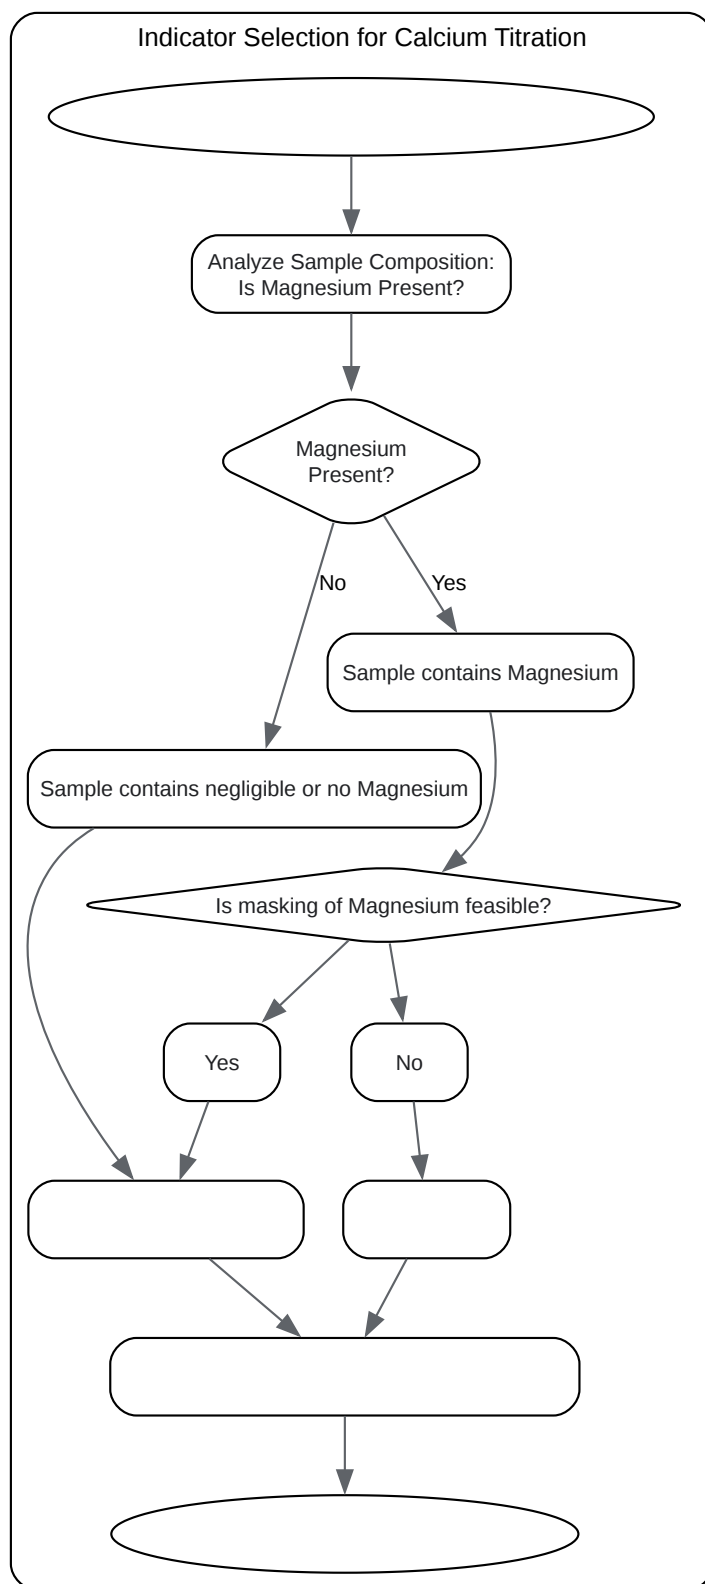 Indicator Selection for Calcium Titration
Analyze Sample Composition:
Is Magnesium Present?
Magnesium
Present?
No
Yes
Sample contains Magnesium
Sample contains negligible or no Magnesium
Is masking of Magnesium feasible?
Yes
No